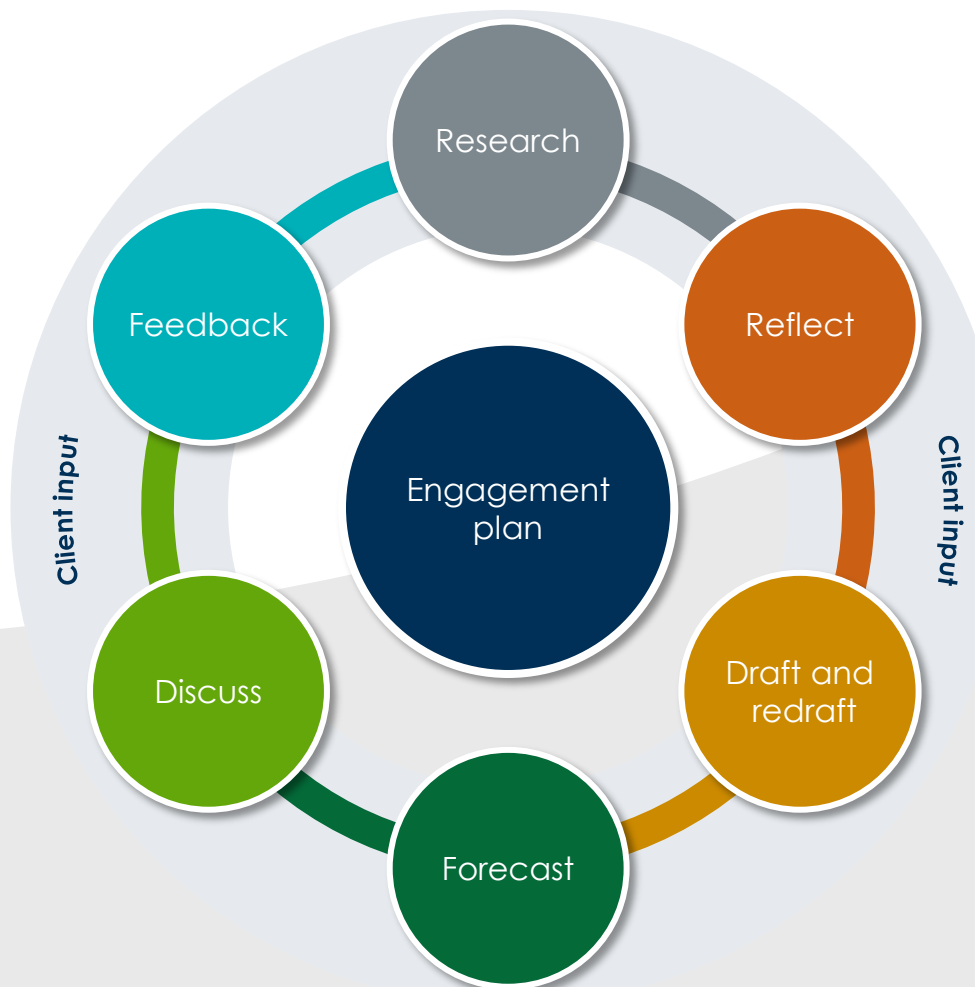 Research
Reflect
Draft and
redraft
Forecast
Discuss
Feedback
Engagement
plan
Client input
Client input